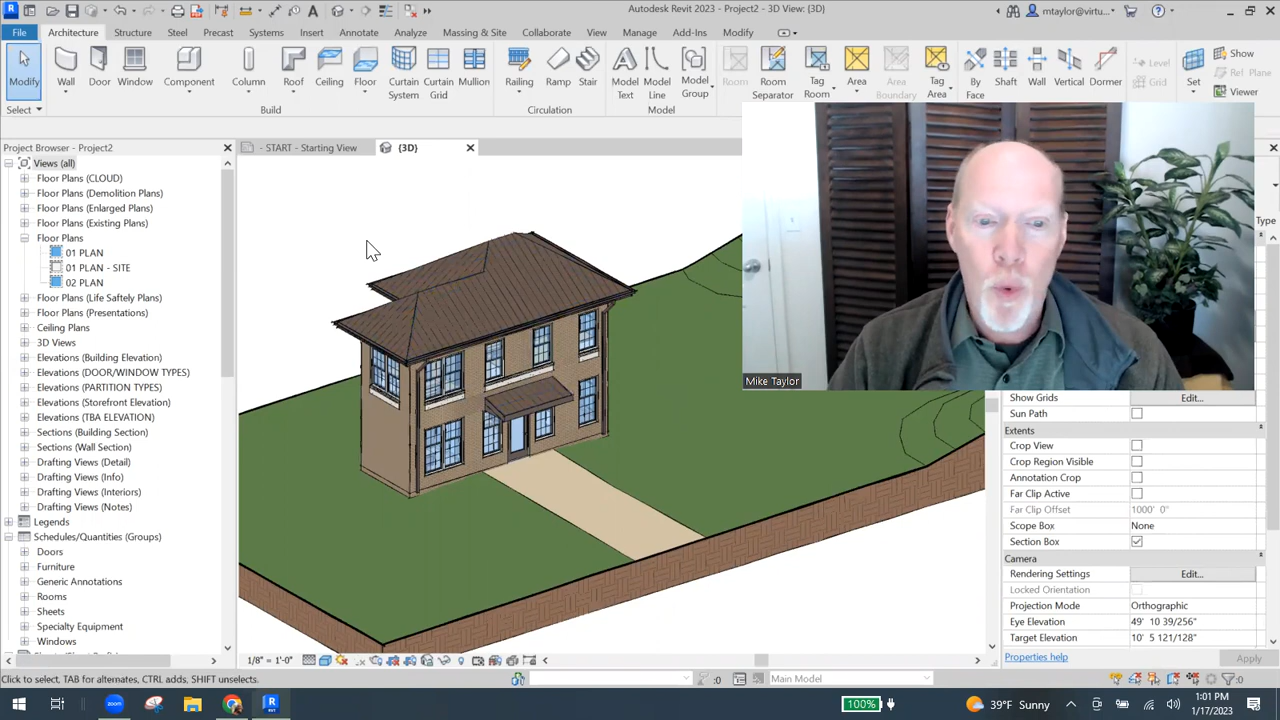 Autodesk Revit 2023 - Project2 - 3D View: {3D}
mtaylor@virtu...
File Architecture Structure Steel Precast Systems Insert Annotate Analyze Massing & Site Collaborate View Manage Add-Ins Modify
Modify Wall Door Window Component Column Roof Ceiling Floor Curtain System Curtain Grid Mullion Railing Ramp Stair Model Text Model Line Model Group Room Room Separator Tag Room Area Area Boundary Tag Area By Face Shaft Wall Vertical Dormer Level Grid Set Show Ref Plane Viewer
Select Build Circulation Model
Project Browser - Project2
- START - Starting View
{3D}
Views (all)
Floor Plans (CLOUD)
Floor Plans (Demolition Plans)
Floor Plans (Enlarged Plans)
Floor Plans (Existing Plans)
Floor Plans
01 PLAN
01 PLAN - SITE
02 PLAN
Floor Plans (Life Saftely Plans)
Floor Plans (Presentations)
Ceiling Plans
3D Views
Elevations (Building Elevation)
Elevations (DOOR/WINDOW TYPES)
Elevations (PARTITION TYPES)
Elevations (Storefront Elevation)
Elevations (TBA ELEVATION)
Sections (Building Section)
Sections (Wall Section)
Drafting Views (Detail)
Drafting Views (Info)
Drafting Views (Interiors)
Drafting Views (Notes)
Legends
Schedules/Quantities (Groups)
Doors
Furniture
Generic Annotations
Rooms
Sheets
Specialty Equipment
Windows
Mike Taylor
Type
Show Grids Edit...
Sun Path
Extents
Crop View
Crop Region Visible
Annotation Crop
Far Clip Active
Far Clip Offset 1000' 0"
Scope Box None
Section Box
Camera
Rendering Settings Edit...
Locked Orientation
Projection Mode Orthographic
Eye Elevation 49' 10 39/256"
Target Elevation 10' 5 121/128"
Properties help Apply
1/8" = 1'-0"
Click to select, TAB for alternates, CTRL adds, SHIFT unselects.
:0
Main Model
:0
100%
39°F Sunny
1:01 PM
1/17/2023